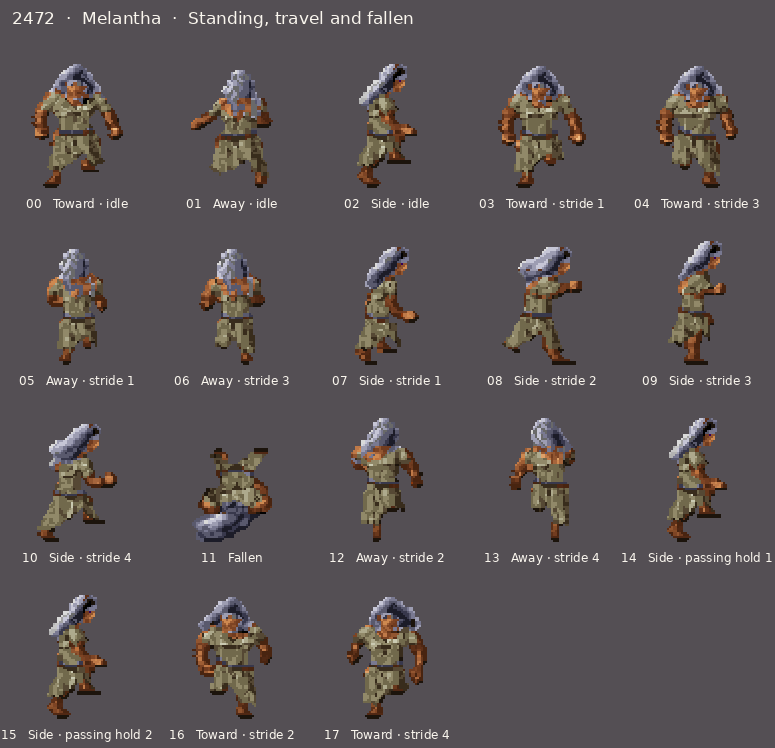 2472 · Melantha · Standing, travel and fallen
00 Toward · idle
01 Away · idle
02 Side · idle
03 Toward · stride 1
04 Toward · stride 3
05 Away · stride 1
06 Away · stride 3
07 Side · stride 1
08 Side · stride 2
09 Side · stride 3
10 Side · stride 4
11 Fallen
12 Away · stride 2
13 Away · stride 4
14 Side · passing hold 1
15 Side · passing hold 2
16 Toward · stride 2
17 Toward · stride 4